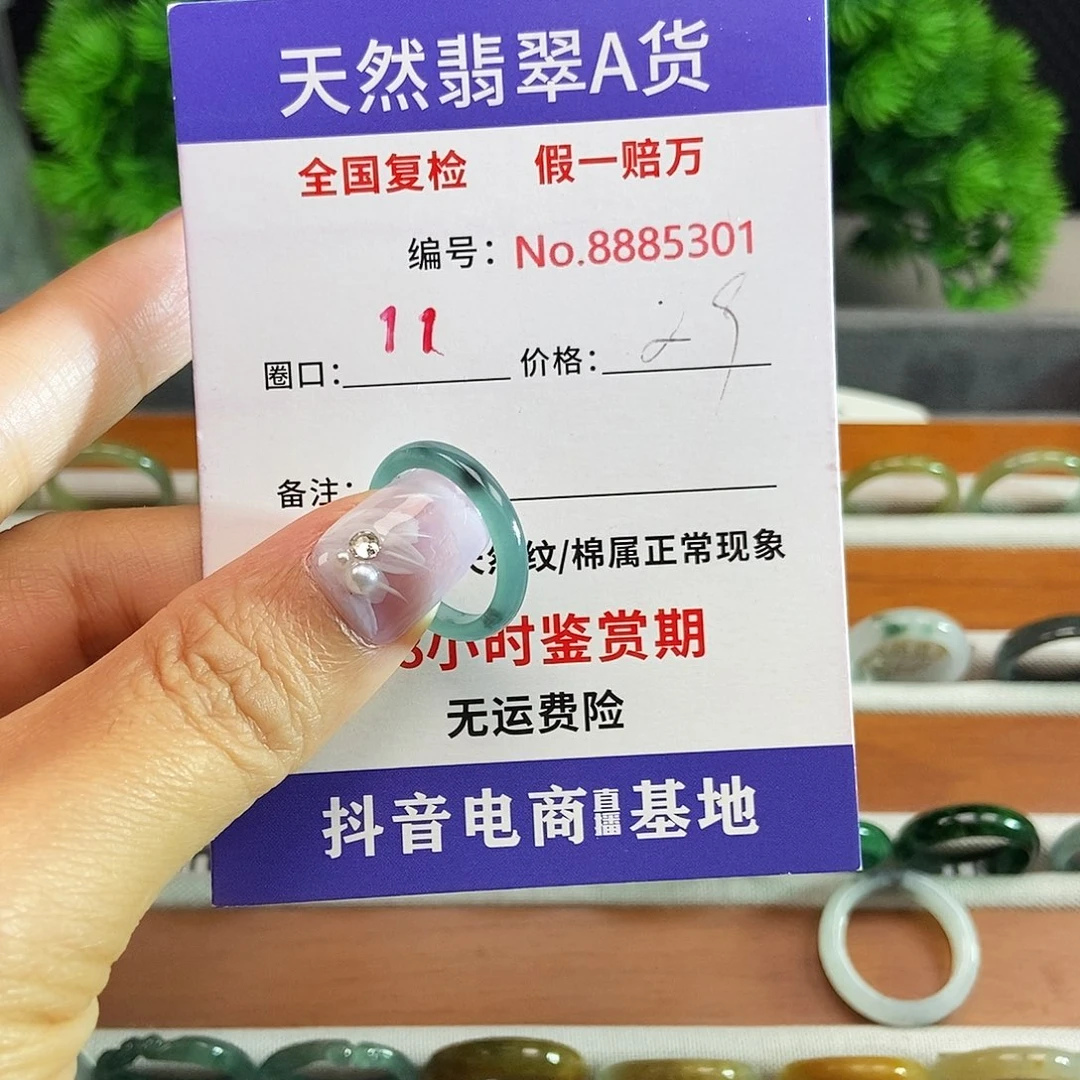 天然翡翠A货
全国复检 假一赔万
编号：No.8885301
圈口：11 价格：
备注：
纹/棉属正常现象
小时鉴赏期
无运费险
抖音电商直播基地